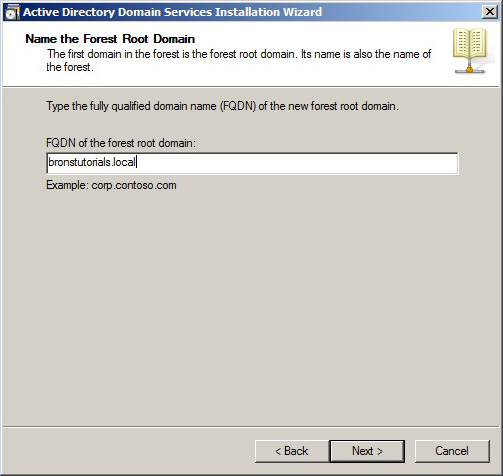 Active Directory Domain Services Installation Wizard
Name the Forest Root Domain
The first domain in the forest is the forest root domain. Its name is also the name of
the forest.
Type the fully qualified domain name (FQDN) of the new forest root domain.
FQDN of the forest root domain:
bronstutorials.local
Example: corp.contoso.com
< Back
Next >
Cancel